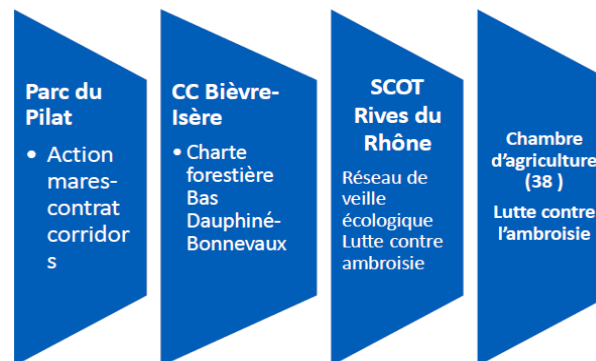 Parc du
Pilat
• Action
mares-
contrat
corridor
s
CC Bièvre-
Isère
• Charte
forestière
Bas
Dauphiné-
Bonnevaux
SCOT
Rives du
Rhône
Réseau de
veille
écologique
Lutte contre
ambroisie
Chambre
d'agriculture
(38 )
Lutte contre
l'ambroisie